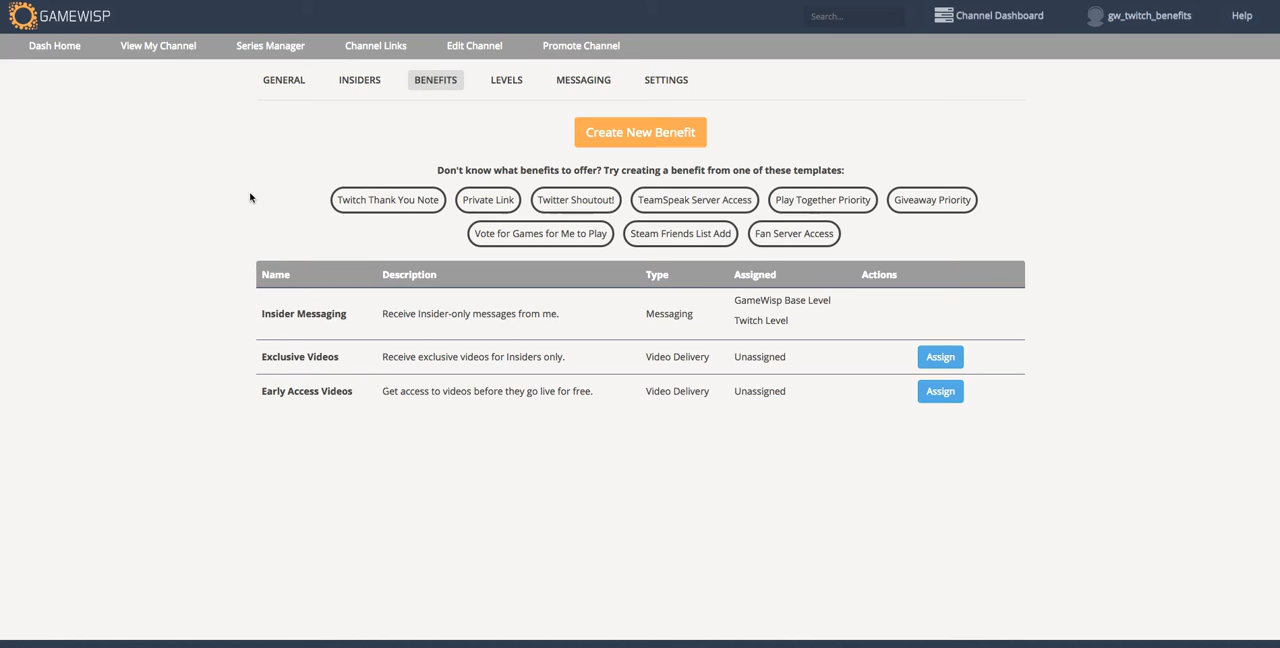 GAMEWISP Search... Channel Dashboard gw_twitch_benefits Help
Dash Home View My Channel Series Manager Channel Links Edit Channel Promote Channel
GENERAL INSIDERS BENEFITS LEVELS MESSAGING SETTINGS
Create New Benefit
Don't know what benefits to offer? Try creating a benefit from one of these templates:
Twitch Thank You Note Private Link Twitter Shoutout! TeamSpeak Server Access Play Together Priority Giveaway Priority
Vote for Games for Me to Play Steam Friends List Add Fan Server Access
Name Description Type Assigned Actions
GameWisp Base Level
Insider Messaging Receive Insider-only messages from me. Messaging
Twitch Level
Exclusive Videos Receive exclusive videos for Insiders only. Video Delivery Unassigned Assign
Early Access Videos Get access to videos before they go live for free. Video Delivery Unassigned Assign